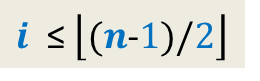 i ≤ ⌊(n-1)/2⌋